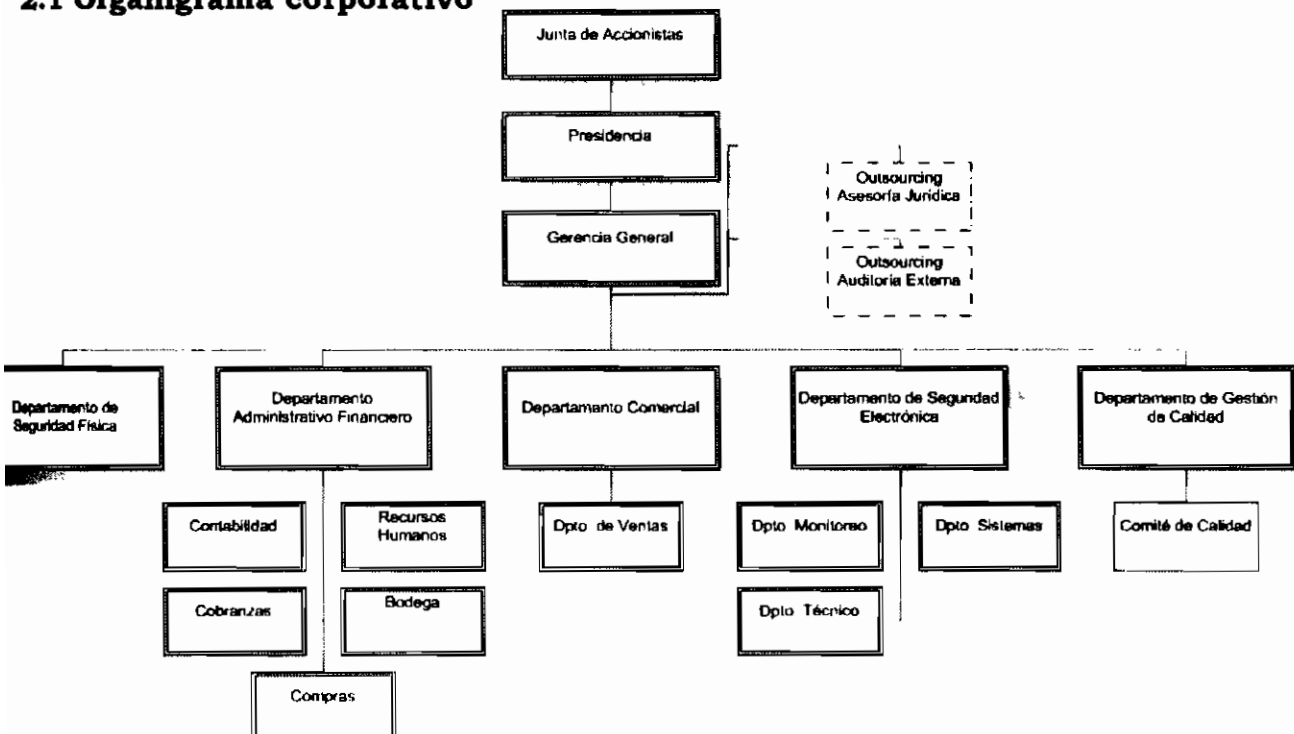 2.1 Organigrama corporativo
Junta de Accionistas
Presidencia
Outsourcing
Asesoría Jurídica
Gerencia General
Outsourcing
Auditoría Externa
Departamento de
Seguridad Física
Departamento
Administrativo Financiero
Departamento Comercial
Departamento de Seguridad
Electrónica
Departamento de Gestión
de Calidad
Contabilidad
Recursos
Humanos
Dpto de Ventas
Dpto Monitoreo
Dpto Sistemas
Comité de Calidad
Cobranzas
Bodega
Dpto Técnico
Compras